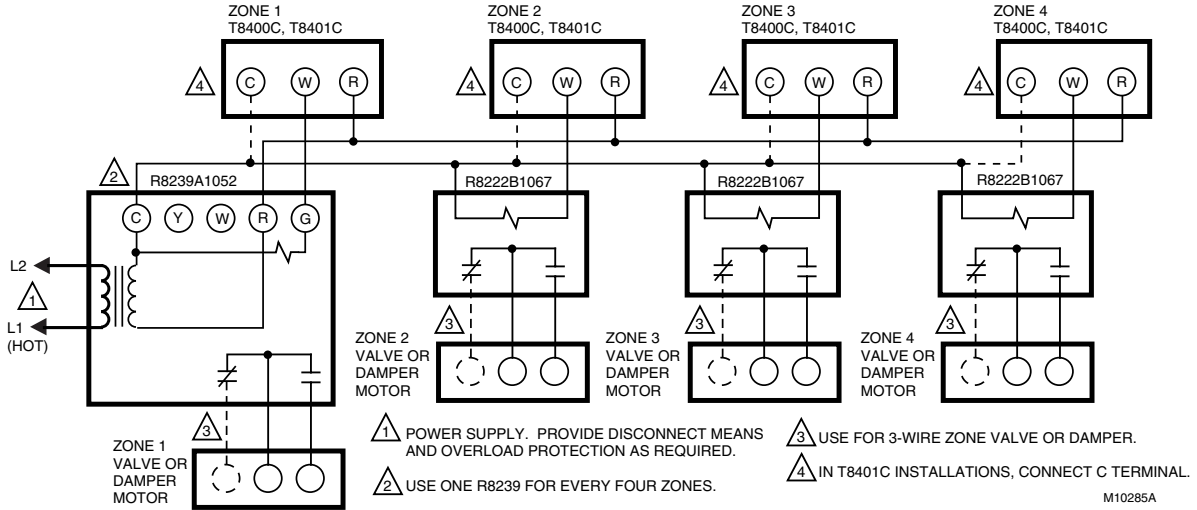 ZONE 1
T8400C, T8401C
ZONE 2
T8400C, T8401C
ZONE 3
T8400C, T8401C
ZONE 4
T8400C, T8401C
4
C
W
R
4
C
W
R
4
C
W
R
4
C
W
R
2
R8239A1052
R8222B1067
R8222B1067
R8222B1067
C
Y
W
R
G
L2
1
L1
(HOT)
3
ZONE 2
VALVE OR
DAMPER
MOTOR
3
ZONE 3
VALVE OR
DAMPER
MOTOR
3
ZONE 4
VALVE OR
DAMPER
MOTOR
3
ZONE 1
VALVE OR
DAMPER
MOTOR
1 POWER SUPPLY. PROVIDE DISCONNECT MEANS
AND OVERLOAD PROTECTION AS REQUIRED.
2 USE ONE R8239 FOR EVERY FOUR ZONES.
3 USE FOR 3-WIRE ZONE VALVE OR DAMPER.
4 IN T8401C INSTALLATIONS, CONNECT C TERMINAL.
M10285A